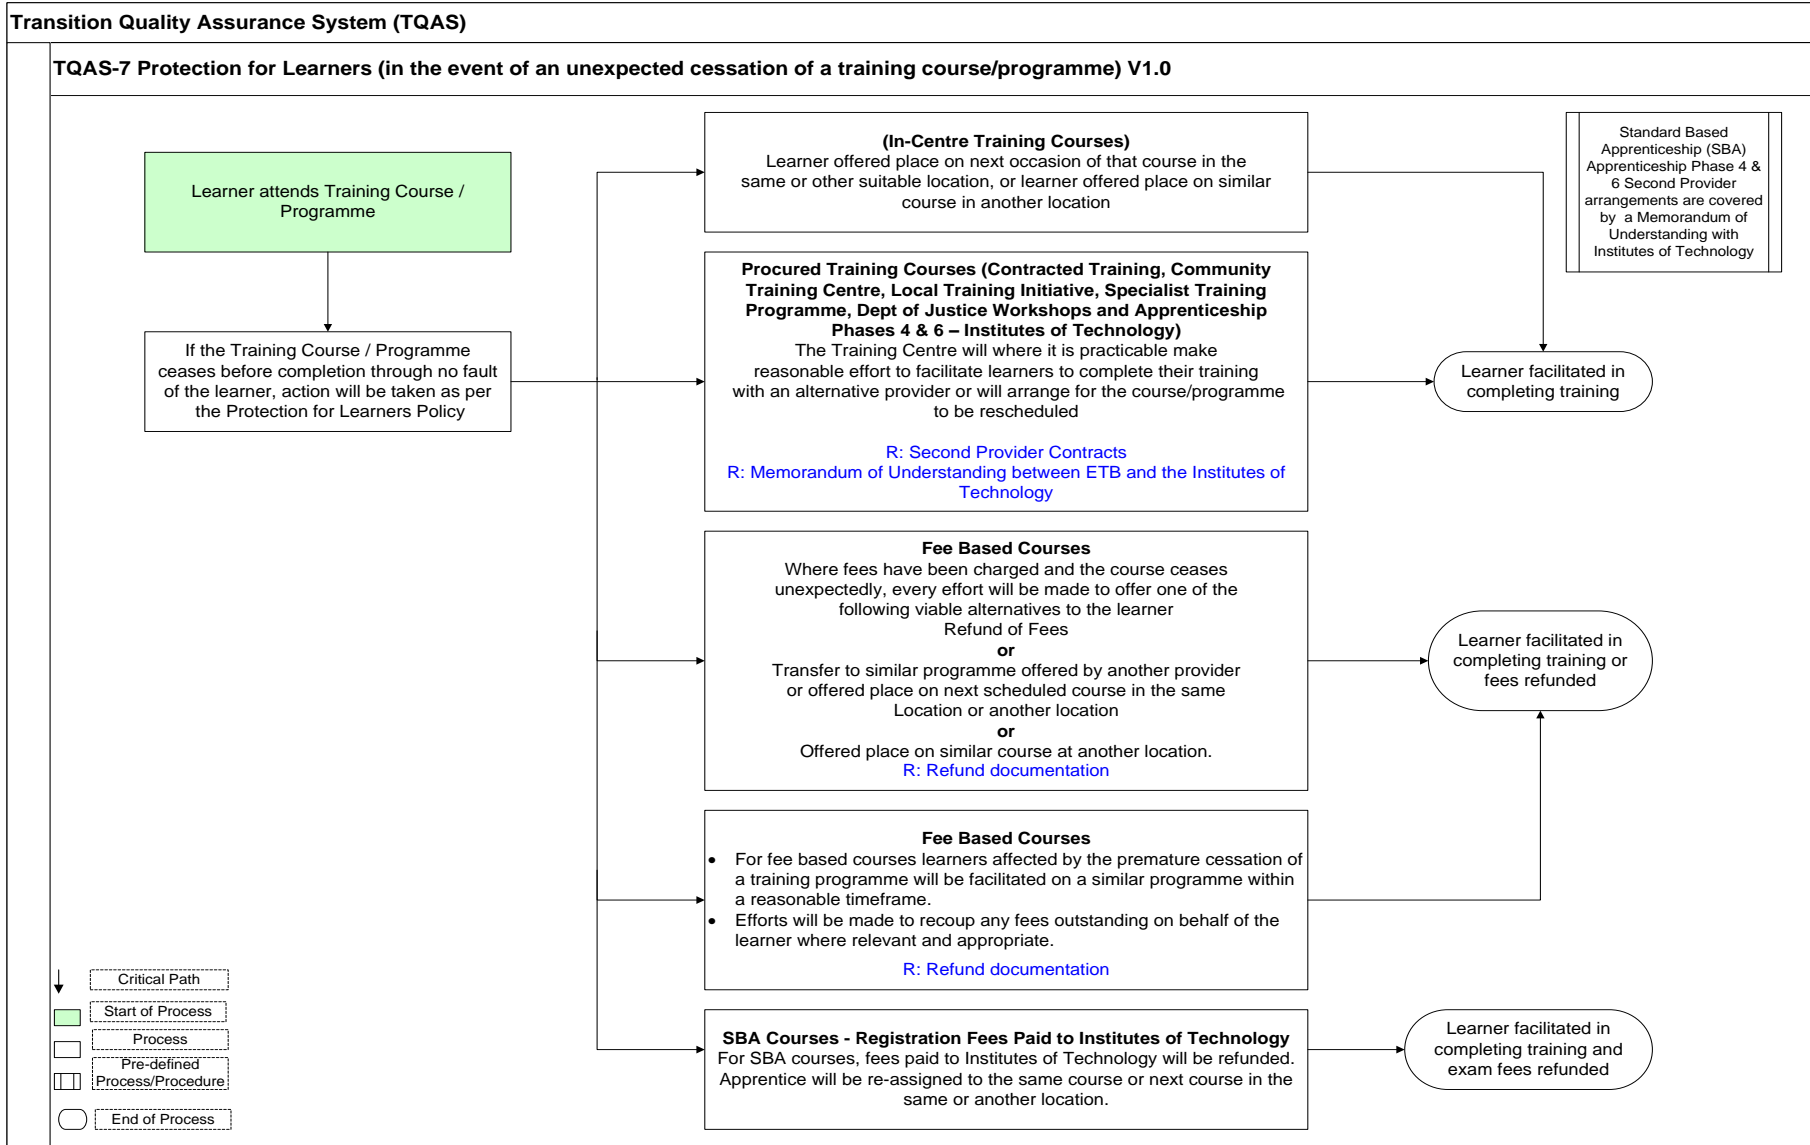 Transition Quality Assurance System (TQAS)
TQAS-7 Protection for Learners (in the event of an unexpected cessation of a training course/programme) V1.0
Learner attends Training Course /
Programme
If the Training Course / Programme
ceases before completion through no fault
of the learner, action will be taken as per
the Protection for Learners Policy
(In-Centre Training Courses)
Learner offered place on next occasion of that course in the
same or other suitable location, or learner offered place on similar
course in another location
Procured Training Courses (Contracted Training, Community
Training Centre, Local Training Initiative, Specialist Training
Programme, Dept of Justice Workshops and Apprenticeship
Phases 4 & 6 – Institutes of Technology)
The Training Centre will where it is practicable make
reasonable effort to facilitate learners to complete their training
with an alternative provider or will arrange for the course/programme
to be rescheduled
R: Second Provider Contracts
R: Memorandum of Understanding between ETB and the Institutes of
Technology
Fee Based Courses
Where fees have been charged and the course ceases
unexpectedly, every effort will be made to offer one of the
following viable alternatives to the learner
Refund of Fees
or
Transfer to similar programme offered by another provider
or offered place on next scheduled course in the same
Location or another location
or
Offered place on similar course at another location.
R: Refund documentation
Fee Based Courses
• For fee based courses learners affected by the premature cessation of
a training programme will be facilitated on a similar programme within
a reasonable timeframe.
• Efforts will be made to recoup any fees outstanding on behalf of the
learner where relevant and appropriate.
R: Refund documentation
SBA Courses - Registration Fees Paid to Institutes of Technology
For SBA courses, fees paid to Institutes of Technology will be refunded.
Apprentice will be re-assigned to the same course or next course in the
same or another location.
Standard Based
Apprenticeship (SBA)
Apprenticeship Phase 4 &
6 Second Provider
arrangements are covered
by a Memorandum of
Understanding with
Institutes of Technology
Learner facilitated in
completing training
Learner facilitated in
completing training or
fees refunded
Learner facilitated in
completing training and
exam fees refunded
Critical Path
Start of Process
Process
Pre-defined
Process/Procedure
End of Process